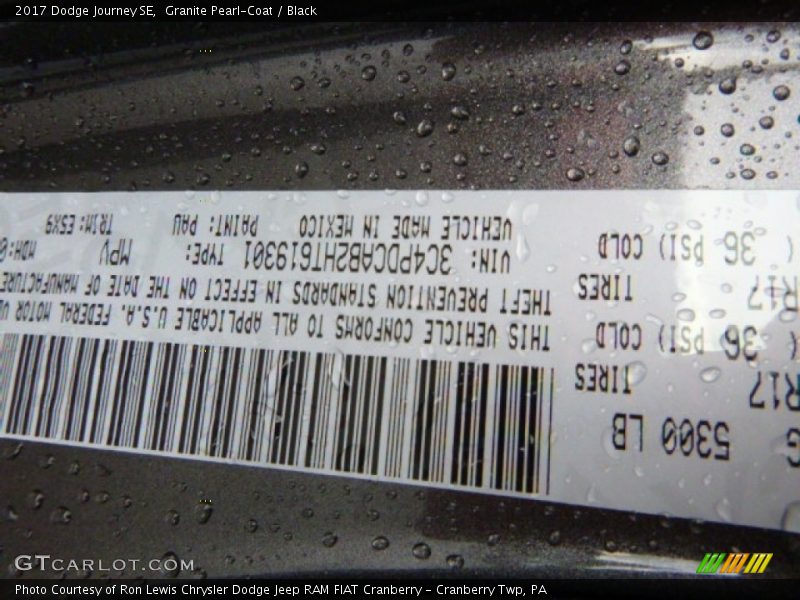 2017 Dodge Journey SE, Granite Pearl-Coat / Black
5300 LB
R17 TIRES
( 36 PSI) COLD
R17 TIRES
( 36 PSI) COLD
THIS VEHICLE CONFORMS TO ALL APPLICABLE U.S.A. FEDERAL MOTOR
THEFT PREVENTION STANDARDS IN EFFECT ON THE DATE OF MANUFACTURE
VIN: 3C4PDCAB2HT619301 TYPE: MPV MDH:0
VEHICLE MADE IN MEXICO PAINT: PAU TRIM: E5X9
GTCARLOT.COM
Photo Courtesy of Ron Lewis Chrysler Dodge Jeep RAM FIAT Cranberry - Cranberry Twp, PA